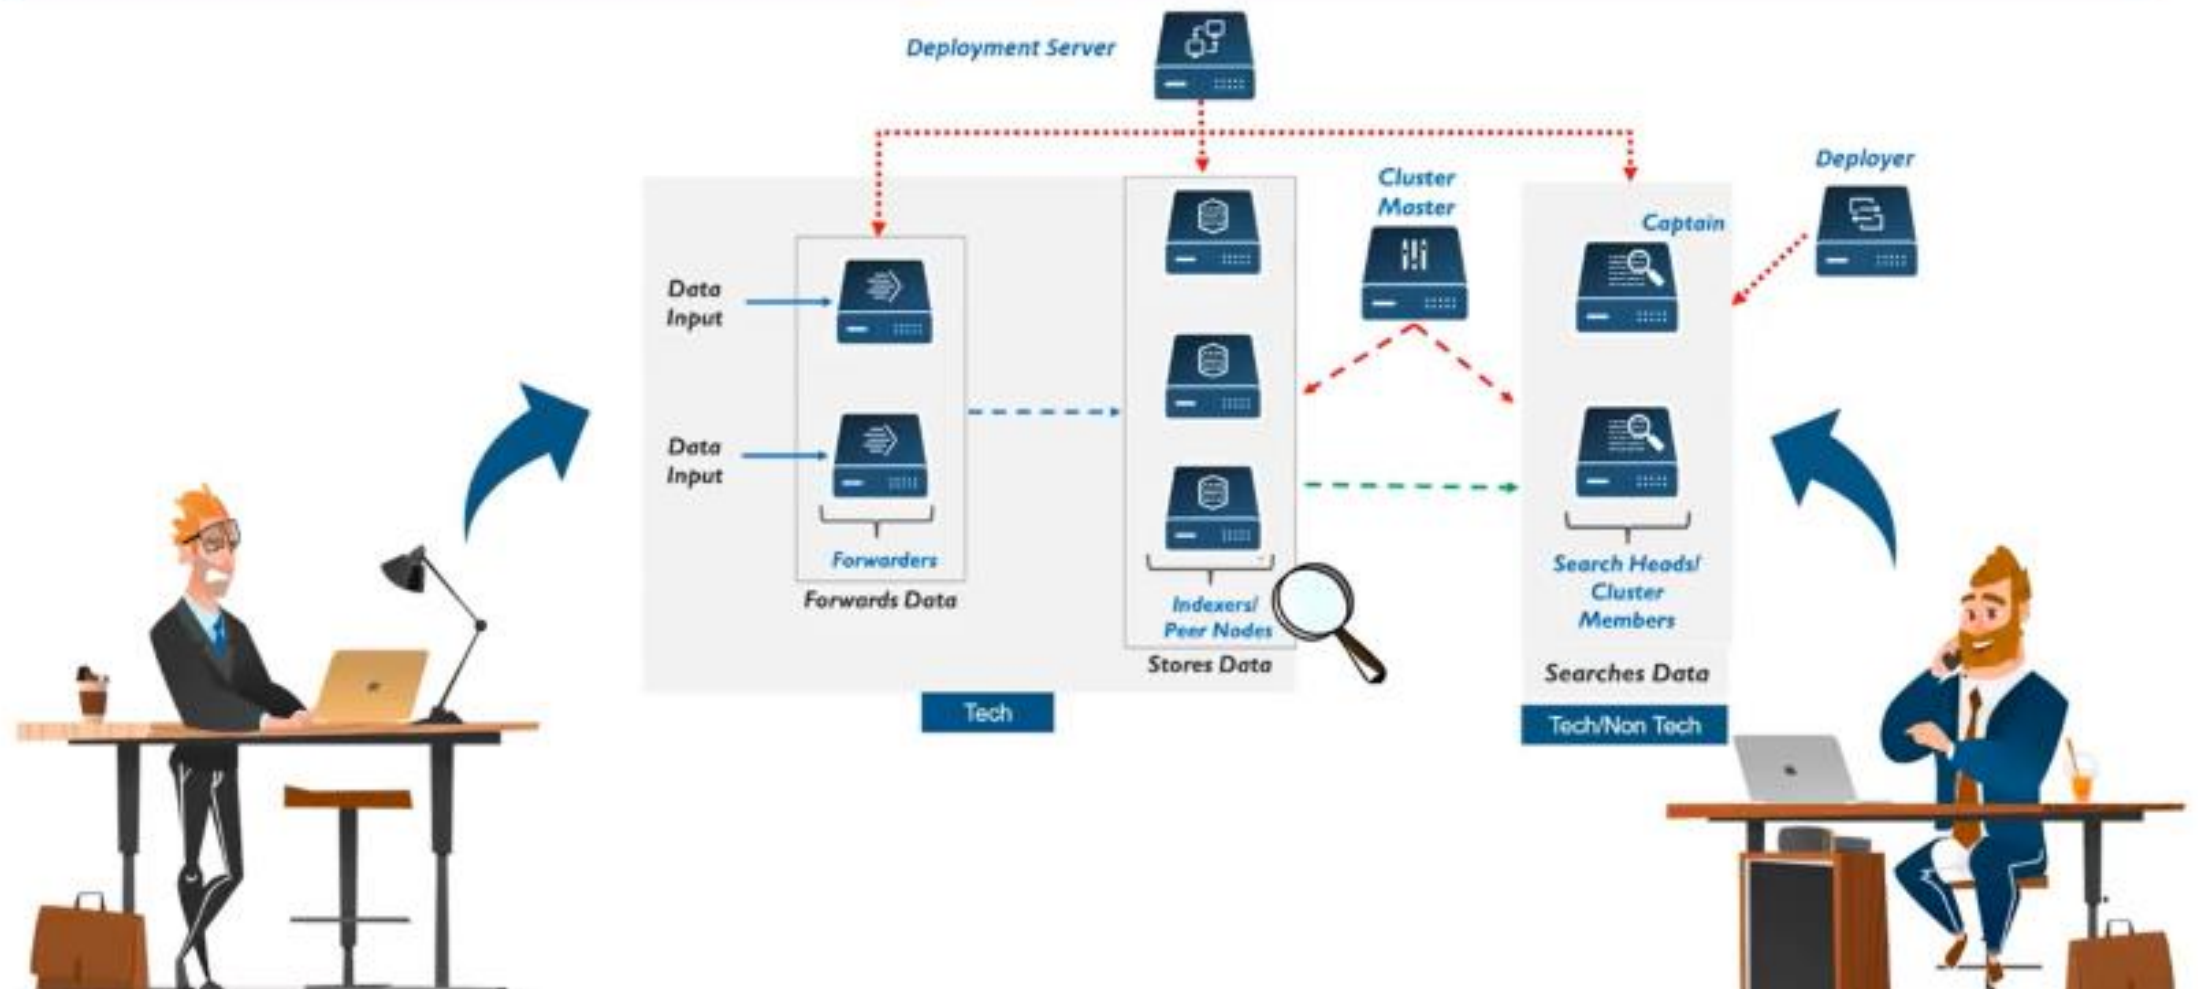 Deployment Server
Deployer
Cluster
Master
Captain
Data
Input
Data
Input
Forwarders
Forwards Data
Indexers/
Peer Nodes
Stores Data
Search Heads/
Cluster
Members
Searches Data
Tech
Tech/Non Tech